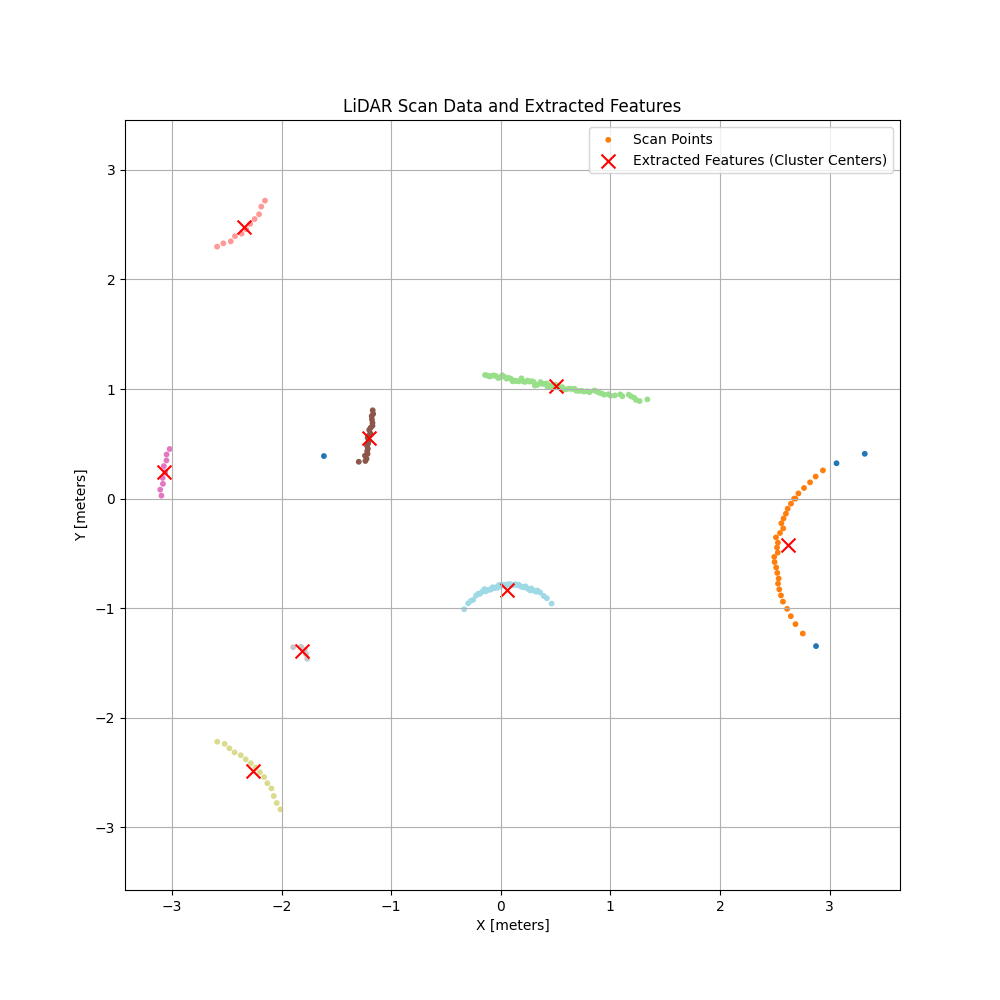 LiDAR Scan Data and Extracted Features
Scan Points
Extracted Features (Cluster Centers)
3
2
1
0
−1
−2
−3
Y [meters]
−3 −2 −1 0 1 2 3
X [meters]